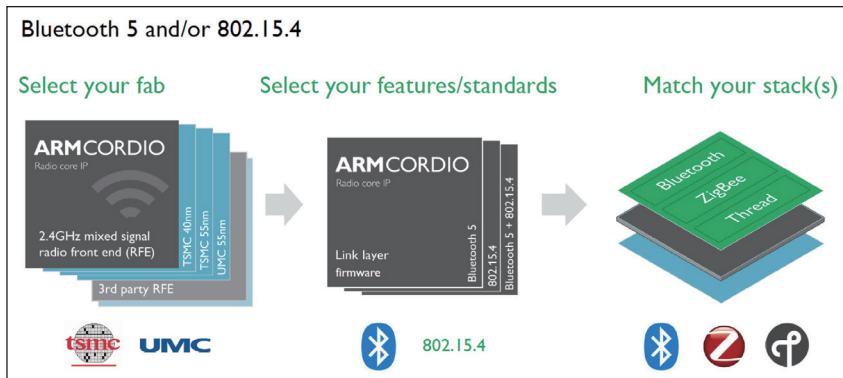 Bluetooth 5 and/or 802.15.4
Select your fab
ARMCORDIO
Radio core IP
2.4GHz mixed signal
radio front end (RFE)
TSMC 40nm
TSMC 55nm
UMC 55nm
3rd party RFE
tsmc
UMC
Select your features/standards
ARMCORDIO
Radio core IP
Link layer
firmware
Bluetooth 5
802.15.4
Bluetooth 5 + 802.15.4
802.15.4
Match your stack(s)
Bluetooth
ZigBee
Thread